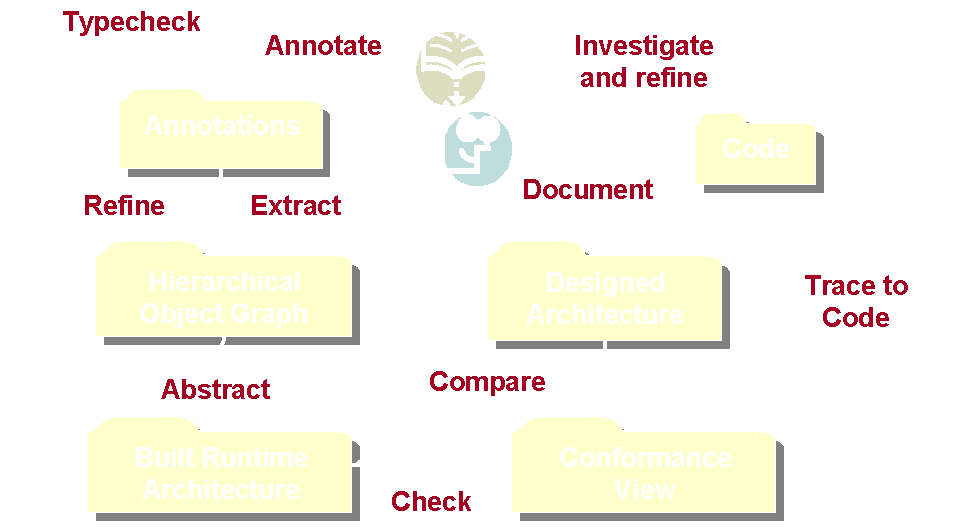 Typecheck
Annotate
Investigate
and refine
Annotations
Code
Document
Refine
Extract
Hierarchical
Object Graph
Designed
Architecture
Trace to
Code
Abstract
Compare
Built Runtime
Architecture
Conformance
View
Check